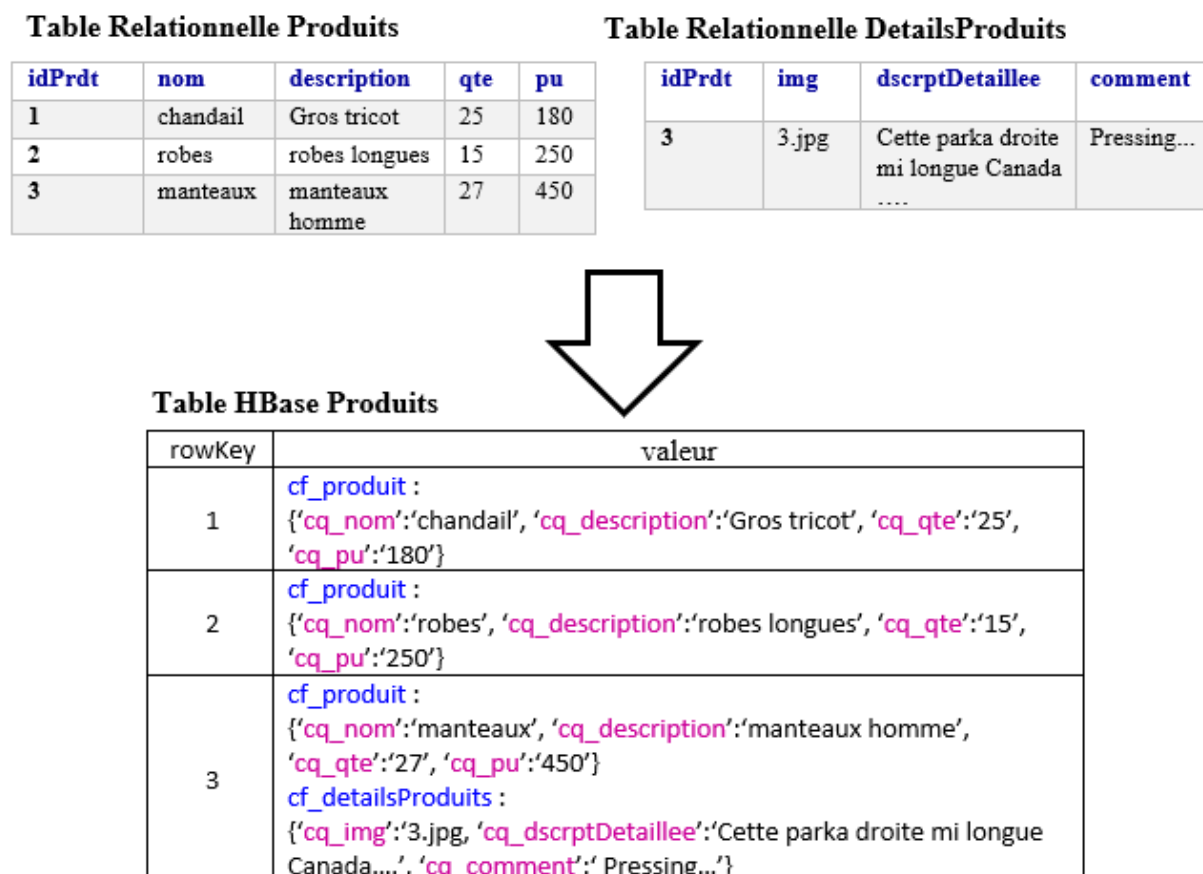 Table Relationnelle Produits
idPrdt nom description qte pu
1 chandail Gros tricot 25 180
2 robes robes longues 15 250
3 manteaux manteaux 27 450
homme
Table Relationnelle DetailsProduits
idPrdt img dscrptDetaillee comment
3 3.jpg Cette parka droite Pressing...
mi longue Canada
....
Table HBase Produits
rowKey valeur
1
cf_produit :
{‘cq_nom’:‘chandail’, ‘cq_description’:‘Gros tricot’, ‘cq_qte’:‘25’,
‘cq_pu’:‘180’}
2
cf_produit :
{‘cq_nom’:‘robes’, ‘cq_description’:‘robes longues’, ‘cq_qte’:‘15’,
‘cq_pu’:‘250’}
3
cf_produit :
{‘cq_nom’:‘manteaux’, ‘cq_description’:‘manteaux homme’,
‘cq_qte’:‘27’, ‘cq_pu’:‘450’}
cf_detailsProduits :
{‘cq_img’:‘3.jpg, ‘cq_dscrptDetaillee’:‘Cette parka droite mi longue
Canada....’, ‘cq_comment’:‘ Pressing...’}